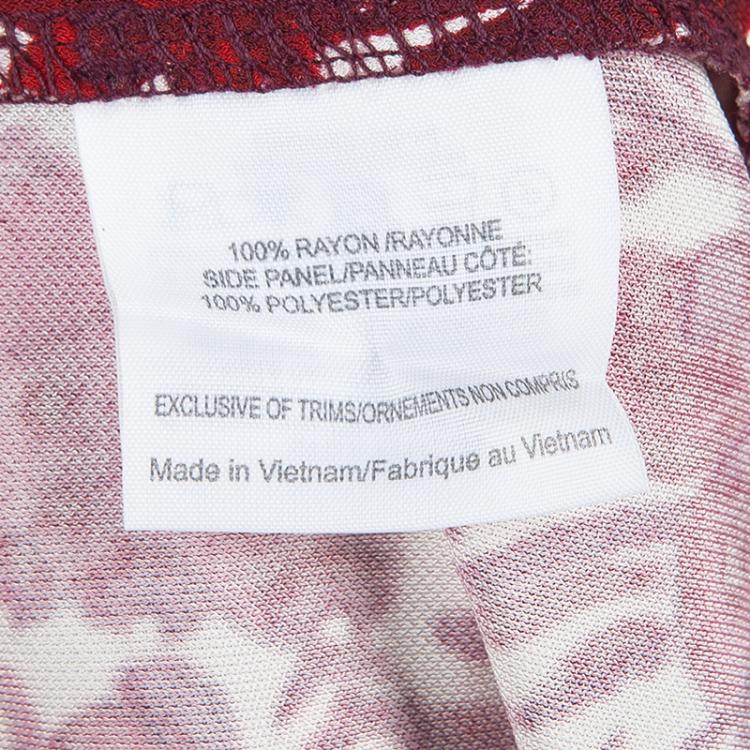 100% RAYON /RAYONNE
SIDE PANEL/PANNEAU CÔTÉ:
100% POLYESTER/POLYESTER
EXCLUSIVE OF TRIMS/ORNEMENTS NON COMPRIS
Made in Vietnam/Fabrique au Vietnam